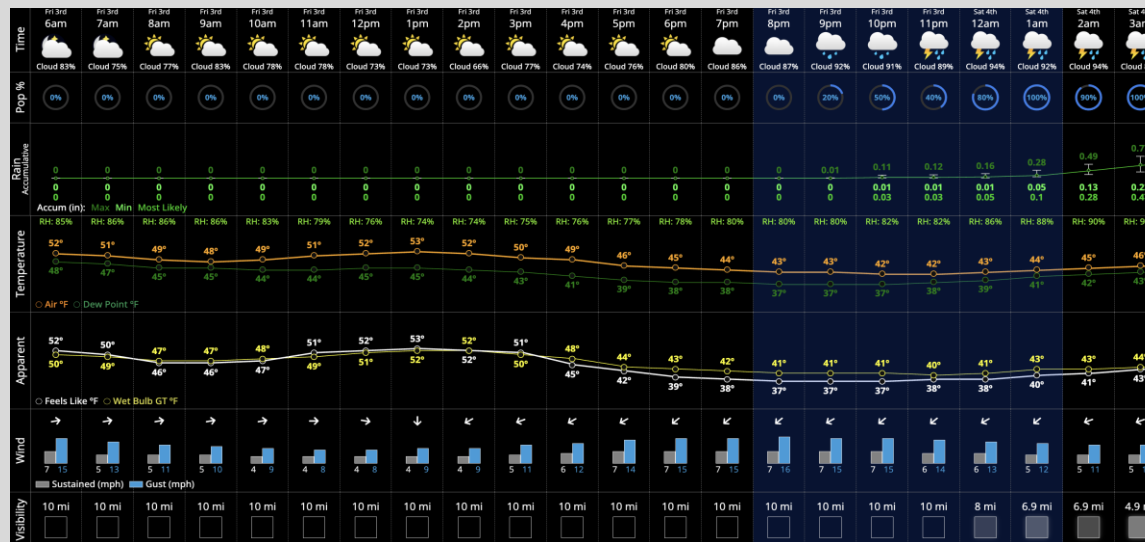 Fri 3rd Fri 3rd Fri 3rd Fri 3rd Fri 3rd Fri 3rd Fri 3rd Fri 3rd Fri 3rd Fri 3rd Fri 3rd Fri 3rd Fri 3rd Fri 3rd Fri 3rd Fri 3rd Fri 3rd Fri 3rd Sat 4th Sat 4th Sat 4th Sat 4
Time 6am 7am 8am 9am 10am 11am 12pm 1pm 2pm 3pm 4pm 5pm 6pm 7pm 8pm 9pm 10pm 11pm 12am 1am 2am 3a
Cloud 83% Cloud 75% Cloud 77% Cloud 83% Cloud 78% Cloud 78% Cloud 73% Cloud 73% Cloud 66% Cloud 77% Cloud 74% Cloud 76% Cloud 80% Cloud 86% Cloud 87% Cloud 92% Cloud 91% Cloud 89% Cloud 94% Cloud 92% Cloud 94% Cloud
Pop % 0% 0% 0% 0% 0% 0% 0% 0% 0% 0% 0% 0% 0% 0% 0% 20% 50% 40% 80% 100% 90% 100
Rain Accumulative
0 0 0 0 0 0 0 0 0 0 0 0 0 0 0 0.01 0.11 0.12 0.16 0.28 0.49 0.7
0 0 0 0 0 0 0 0 0 0 0 0 0 0 0 0 0.01 0.01 0.01 0.05 0.13 0.2
0 0 0 0 0 0 0 0 0 0 0 0 0 0 0 0 0.03 0.03 0.05 0.1 0.28 0.4
Accum (in): Max Min Most Likely
RH: 85% RH: 86% RH: 86% RH: 86% RH: 83% RH: 79% RH: 76% RH: 74% RH: 74% RH: 75% RH: 76% RH: 77% RH: 78% RH: 80% RH: 80% RH: 80% RH: 82% RH: 82% RH: 86% RH: 88% RH: 90% RH: 9
Temperature
52° 51° 49° 48° 49° 51° 52° 53° 52° 50° 49° 46° 45° 44° 43° 43° 42° 42° 43° 44° 45° 46°
48° 47° 45° 45° 44° 44° 45° 45° 44° 43° 41° 39° 38° 38° 37° 37° 37° 38° 39° 41° 42° 43°
Air °F Dew Point °F
Apparent
52° 50° 47° 47° 48° 51° 52° 53° 52° 51° 48° 44° 43° 42° 41° 41° 41° 40° 41° 43° 43° 44°
50° 49° 46° 46° 47° 49° 51° 52° 52° 50° 45° 42° 39° 38° 37° 37° 37° 38° 38° 40° 41° 43°
Feels Like °F Wet Bulb GT °F
Wind
7 15 5 13 5 11 5 10 4 9 4 8 4 8 4 9 4 9 5 11 6 12 7 14 7 15 7 15 7 16 7 15 7 15 6 14 6 13 5 12 5 11 5
Sustained (mph) Gust (mph)
Visibility 10 mi 10 mi 10 mi 10 mi 10 mi 10 mi 10 mi 10 mi 10 mi 10 mi 10 mi 10 mi 10 mi 10 mi 10 mi 10 mi 10 mi 10 mi 8 mi 6.9 mi 6.9 mi 4.9 m